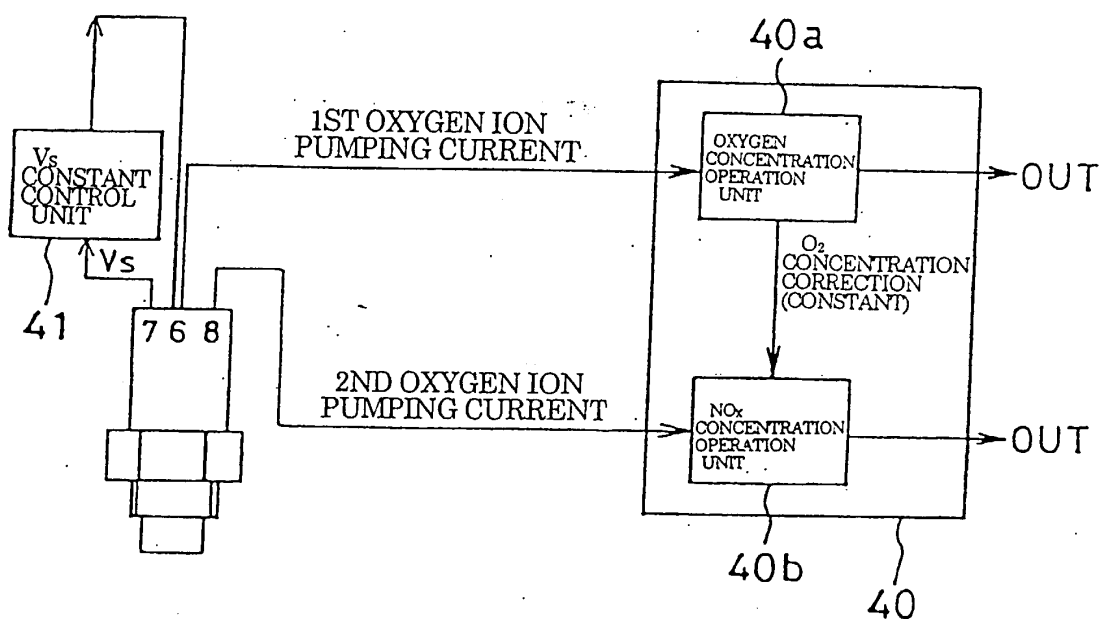 40a
1ST OXYGEN ION
PUMPING CURRENT
OXYGEN
CONCENTRATION
OPERATION
UNIT
OUT
Vs
CONSTANT
CONTROL
UNIT
Vs
41
7 6 8
O2
CONCENTRATION
CORRECTION
(CONSTANT)
2ND OXYGEN ION
PUMPING CURRENT
NOx
CONCENTRATION
OPERATION
UNIT
OUT
40b
40